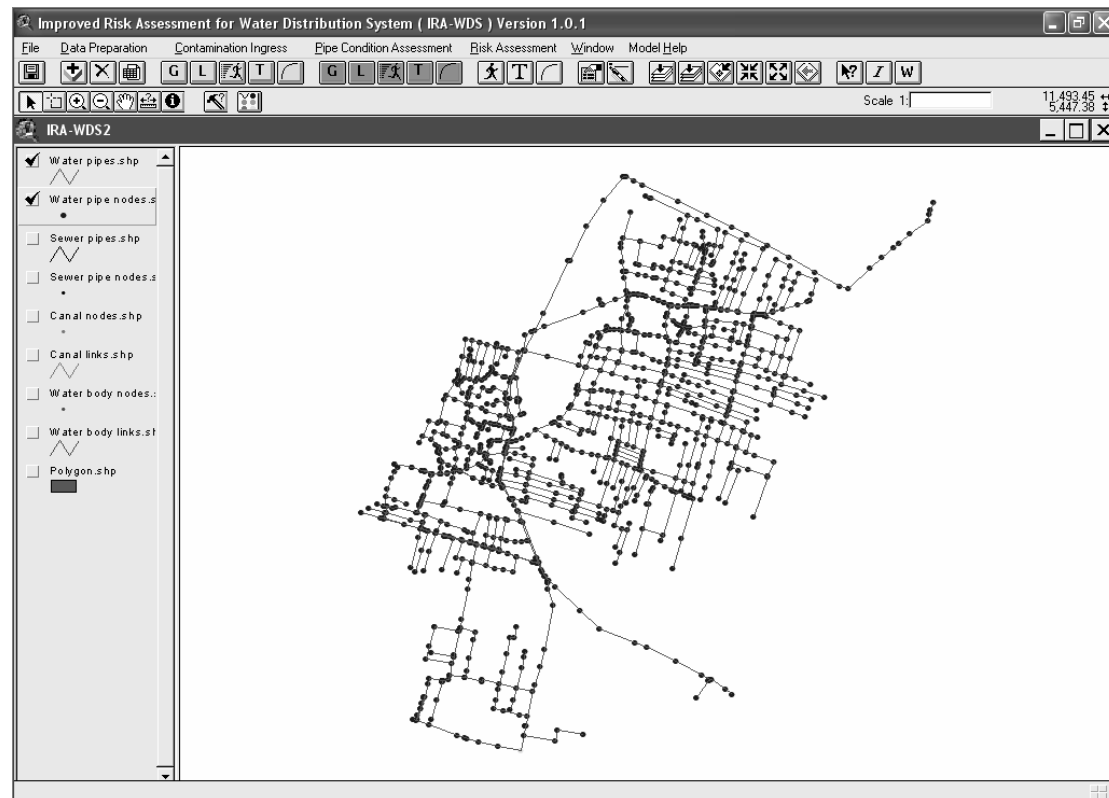 Improved Risk Assessment for Water Distribution System ( IRA-WDS ) Version 1.0.1
File Data Preparation Contamination Ingress Pipe Condition Assessment Risk Assessment Window Model Help
G L T G L T T I W
Scale 1: 11,493.45
5,447.38
IRA-WDS2
Water pipes.shp
Water pipe nodes.s
Sewer pipes.shp
Sewer pipe nodes.s
Canal nodes.shp
Canal links.shp
Water body nodes.:
Water body links.sh
Polygon.shp